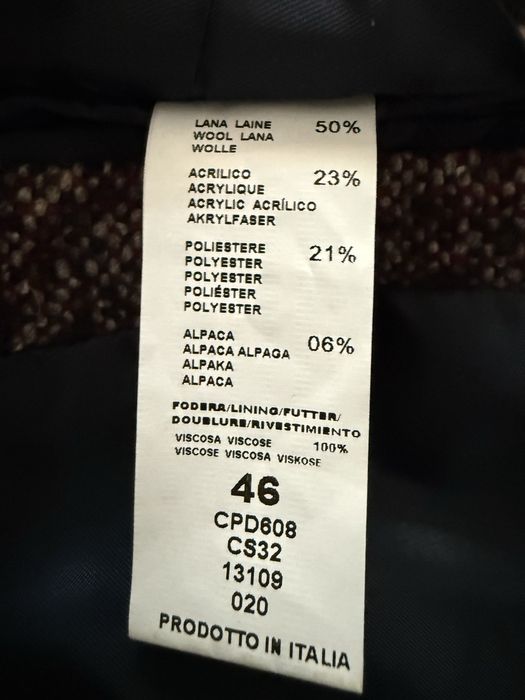 LANA LAINE 50%
WOOL LANA
WOLLE
ACRILICO 23%
ACRYLIQUE
ACRYLIC ACRÍLICO
AKRYLFASER
POLIESTERE 21%
POLYESTER
POLYESTER
POLIÉSTER
POLYESTER
ALPACA 06%
ALPACA ALPAGA
ALPAKA
ALPACA
FODERA/LINING/FUTTER/
DOUBLURE/RIVESTIMIENTO
VISCOSA VISCOSE 100%
VISCOSE VISCOSA VISKOSE
46
CPD608
CS32
13109
020
PRODOTTO IN ITALIA